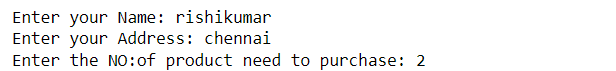 Enter your Name: rishikumar
Enter your Address: chennai
Enter the NO:of product need to purchase: 2